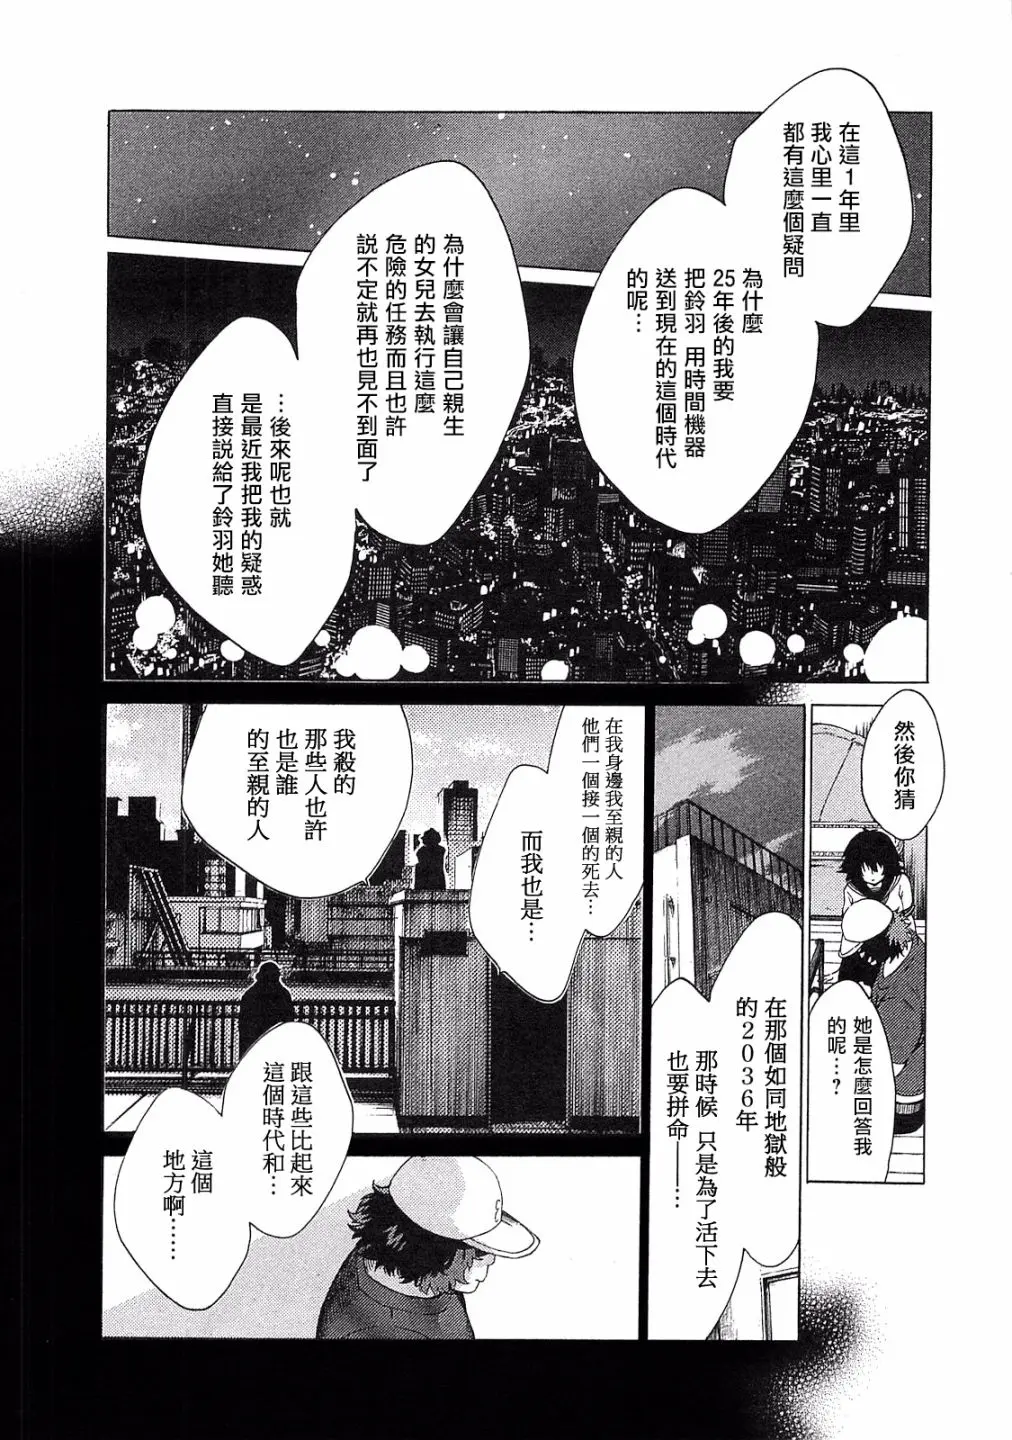 在這1年里
我心里一直
都有這麼個疑問
為什麼
25年後的我要
把鈴羽 用時間機器
送到現在的這個時代
的呢…
為什麼會讓自己親生
的女兒去執行這麼
危險的任務而且也許
説不定就再也見不到面了
…後來呢也就
是最近我把我的疑惑
直接説給了鈴羽她聽
然後你猜
她是怎麼回答我
的呢…?
在那個如同地獄般
的2036年
那時候 只是為了活下去
也要拼命——…
在我身邊我至親的人
他們一個接一個的死去…
而我也是…
我殺的
那些人也許
也是誰
的至親的人
跟這些比起來
這個時代和…
這個
地方啊……